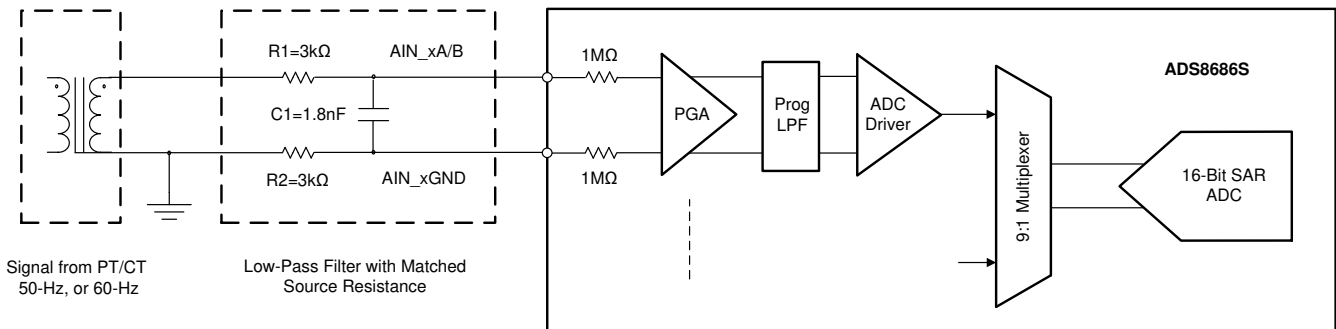 R1=3kΩ
AIN_xA/B
C1=1.8nF
R2=3kΩ
AIN_xGND
1MΩ
1MΩ
PGA
Prog
LPF
ADC
Driver
9:1 Multiplexer
ADS8686S
16-Bit SAR
ADC
Signal from PT/CT
50-Hz, or 60-Hz
Low-Pass Filter with Matched
Source Resistance